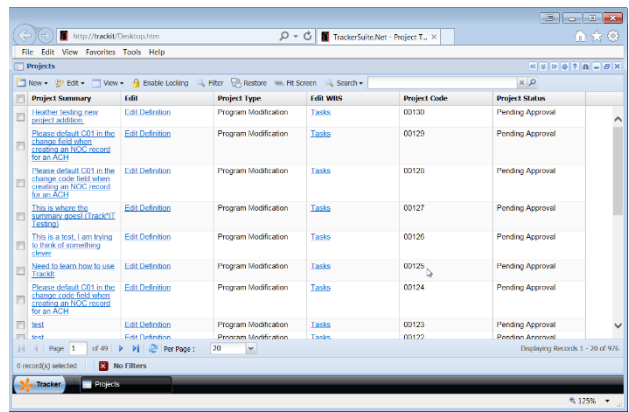 http://trackit/Desktop.htm
TrackerSuite.Net - Project T...
File Edit View Favorites Tools Help
Projects
New Edit View Enable Locking Filter Restore Fit Screen Search
Project Summary Edit Project Type Edit WBS Project Code Project Status
Heather testing new Edit Definition Program Modification Tasks 00130 Pending Approval
project addition.
Please default C01 in the Edit Definition Program Modification Tasks 00129 Pending Approval
change field when
creating an NOC record
for an ACH
Please default C01 in the Edit Definition Program Modification Tasks 00128 Pending Approval
change code field when
creating an NOC record
for an ACH
This is where the Edit Definition Program Modification Tasks 00127 Pending Approval
summary goes! (Track*IT
Testing)
This is a test, I am trying Edit Definition Program Modification Tasks 00126 Pending Approval
to think of something
clever
Need to learn how to use Edit Definition Program Modification Tasks 00125 Pending Approval
TrackIt
Please default C01 in the Edit Definition Program Modification Tasks 00124 Pending Approval
change code field when
creating an NOC record
for an ACH
test Edit Definition Program Modification Tasks 00123 Pending Approval
test Edit Definition Program Modification Tasks 00122 Pending Approval
Page 1 of 49 Per Page : 20 Displaying Records 1 - 20 of 976
0 record(s) selected No Filters
Tracker Projects
125%